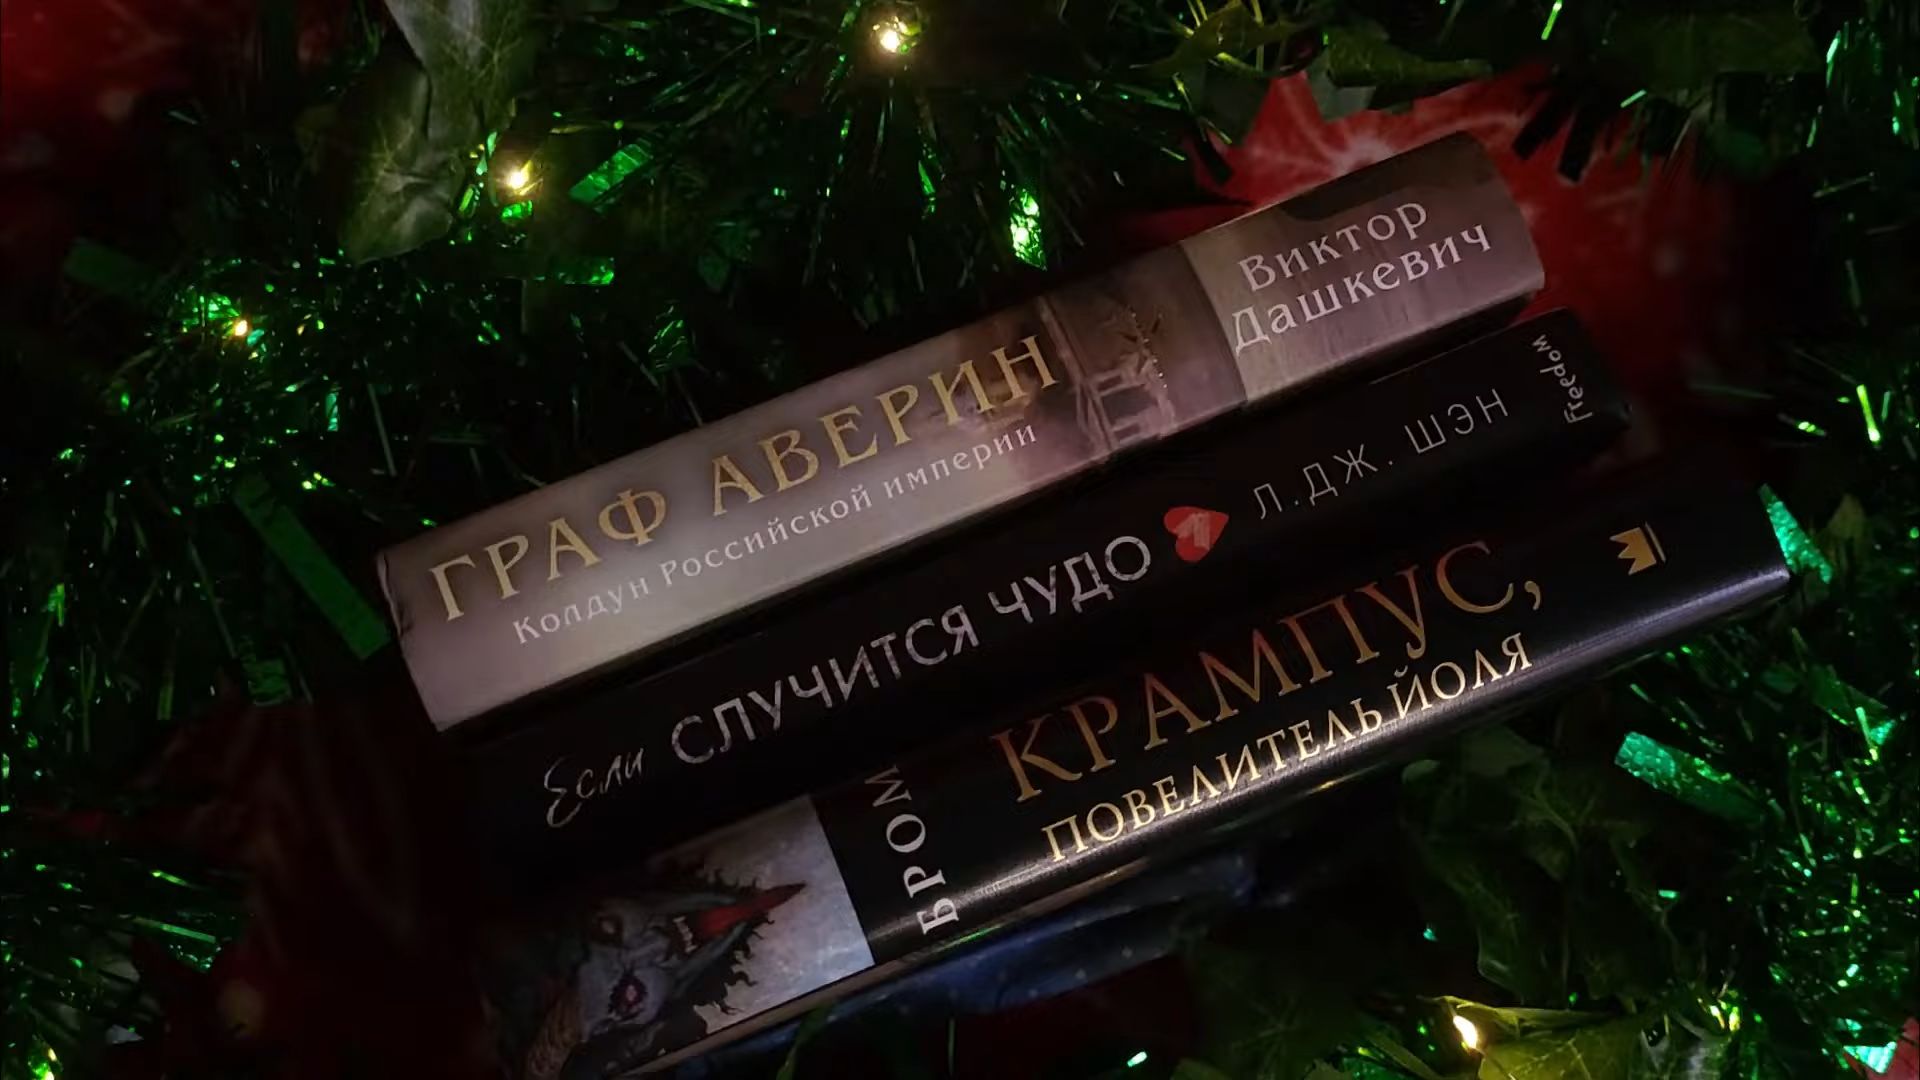 ГРАФ АВЕРИН
Колдун Российской империи
Виктор
Дашкевич
Если СЛУЧИТСЯ ЧУДО
Л.ДЖ. ШЭН
Freedom
БРОМ
КРАМПУС,
ПОВЕЛИТЕЛЬ ЙОЛЯ